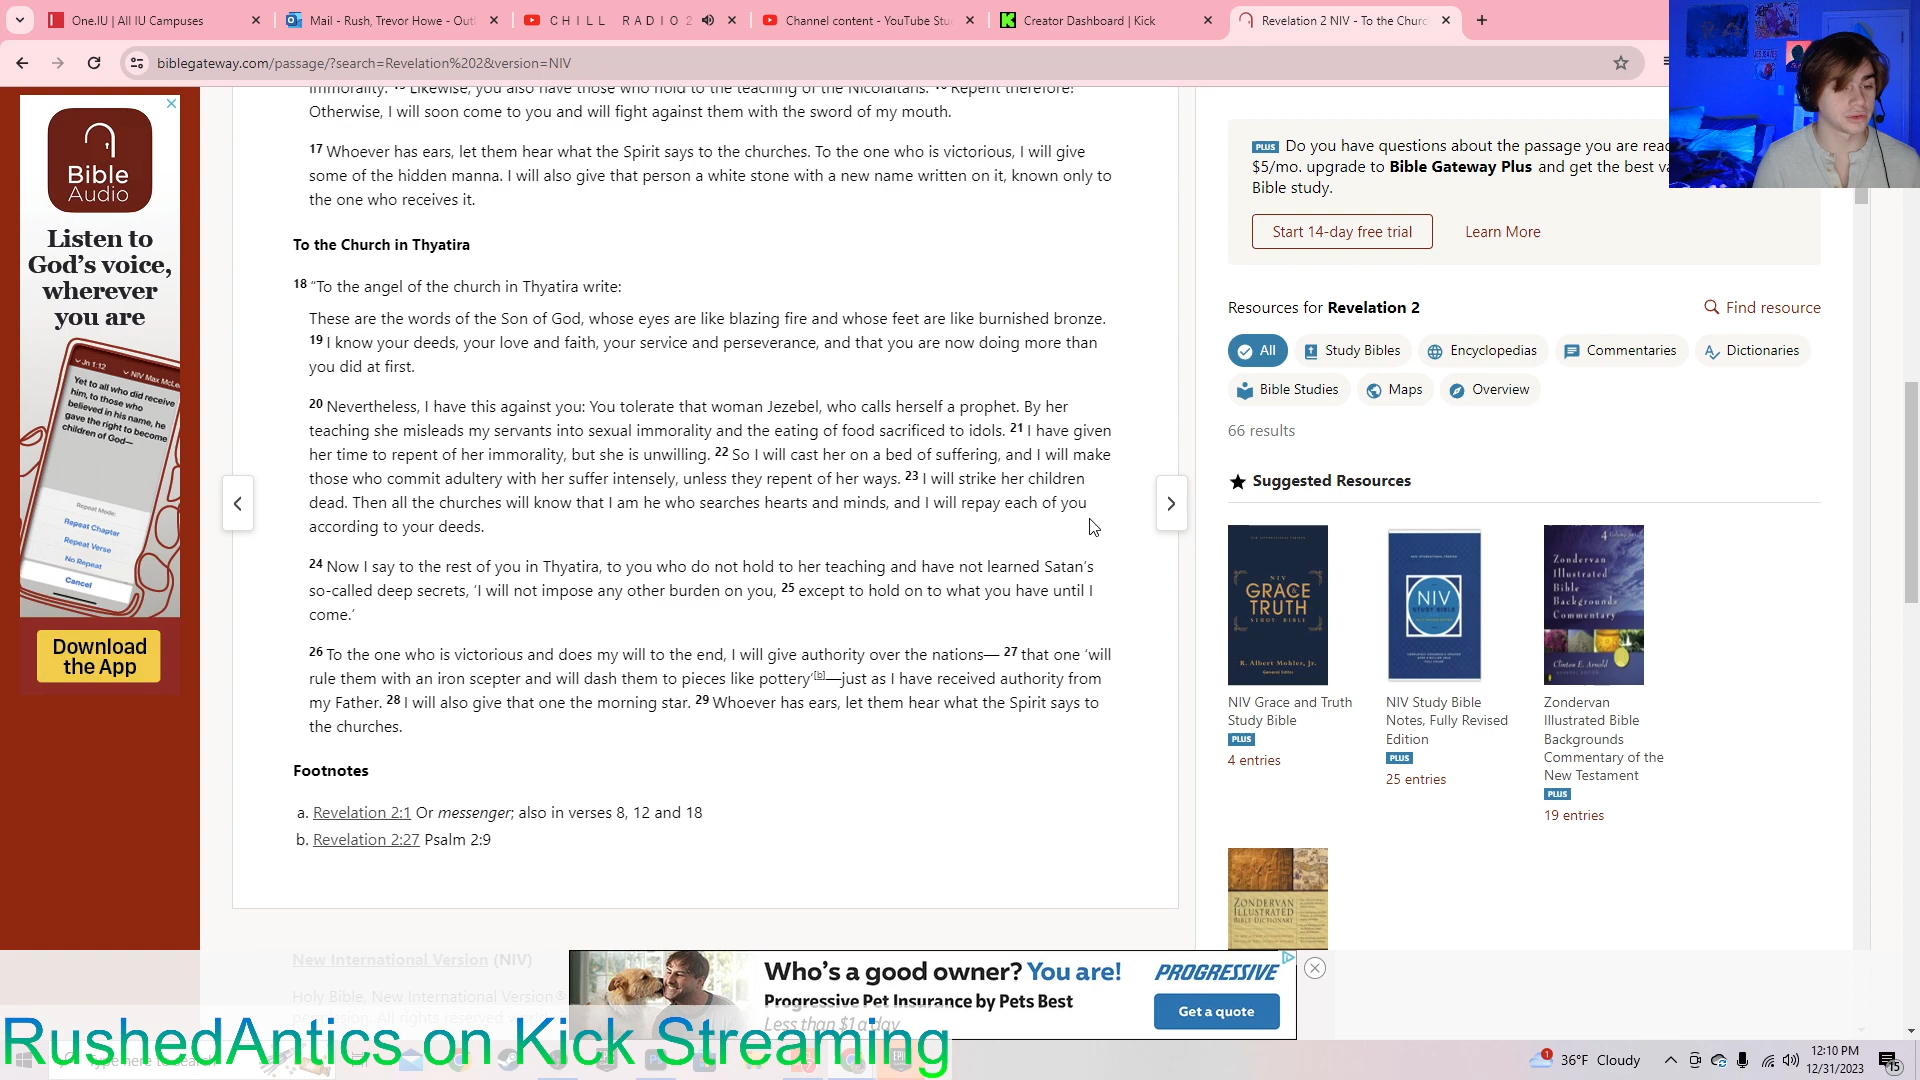 One.IU | All IU Campuses
Mail - Rush, Trevor Howe - Out
C H I L L R A D I O 2
Channel content - YouTube Stu
Creator Dashboard | Kick
Revelation 2 NIV - To the Churc
biblegateway.com/passage/?search=Revelation%202&version=NIV
immorality. 15 Likewise, you also have those who hold to the teaching of the Nicolaitans. 16 Repent therefore!
Otherwise, I will soon come to you and will fight against them with the sword of my mouth.
17 Whoever has ears, let them hear what the Spirit says to the churches. To the one who is victorious, I will give
some of the hidden manna. I will also give that person a white stone with a new name written on it, known only to
the one who receives it.
To the Church in Thyatira
18 “To the angel of the church in Thyatira write:
These are the words of the Son of God, whose eyes are like blazing fire and whose feet are like burnished bronze.
19 I know your deeds, your love and faith, your service and perseverance, and that you are now doing more than
you did at first.
20 Nevertheless, I have this against you: You tolerate that woman Jezebel, who calls herself a prophet. By her
teaching she misleads my servants into sexual immorality and the eating of food sacrificed to idols. 21 I have given
her time to repent of her immorality, but she is unwilling. 22 So I will cast her on a bed of suffering, and I will make
those who commit adultery with her suffer intensely, unless they repent of her ways. 23 I will strike her children
dead. Then all the churches will know that I am he who searches hearts and minds, and I will repay each of you
according to your deeds.
24 Now I say to the rest of you in Thyatira, to you who do not hold to her teaching and have not learned Satan’s
so-called deep secrets, ‘I will not impose any other burden on you, 25 except to hold on to what you have until I
come.’
26 To the one who is victorious and does my will to the end, I will give authority over the nations— 27 that one ‘will
rule them with an iron scepter and will dash them to pieces like pottery’[b]—just as I have received authority from
my Father. 28 I will also give that one the morning star. 29 Whoever has ears, let them hear what the Spirit says to
the churches.
Footnotes
a. Revelation 2:1 Or messenger; also in verses 8, 12 and 18
b. Revelation 2:27 Psalm 2:9
New International Version (NIV)
Holy Bible, New International Version®
Bible
Audio
Listen to
God’s voice,
wherever
you are
Jn 1:12
NIV Max McLe
Yet to all who did receive
him, to those who
believed in his name, he
gave the right to become
children of God—
Repeat Mode:
Repeat Chapter
Repeat Verse
No Repeat
Cancel
Download
the App
PLUS Do you have questions about the passage you are read
$5/mo. upgrade to Bible Gateway Plus and get the best va
Bible study.
Start 14-day free trial
Learn More
Resources for Revelation 2
Find resource
All
Study Bibles
Encyclopedias
Commentaries
Dictionaries
Bible Studies
Maps
Overview
66 results
Suggested Resources
NIV
GRACE &
TRUTH
STUDY BIBLE
R. Albert Mohler, Jr.
General Editor
NIV
STUDY BIBLE
Zondervan
Illustrated
Bible
Backgrounds
Commentary
Clinton E. Arnold
NIV Grace and Truth
Study Bible
PLUS
4 entries
NIV Study Bible
Notes, Fully Revised
Edition
PLUS
25 entries
Zondervan
Illustrated Bible
Backgrounds
Commentary of the
New Testament
PLUS
19 entries
ZONDERVAN
ILLUSTRATED
BIBLE DICTIONARY
Who’s a good owner? You are!
Progressive Pet Insurance by Pets Best
Less than $1 a day
PROGRESSIVE
Get a quote
RushedAntics on Kick Streaming
Type here to search
36°F Cloudy
12:10 PM
12/31/2023
15